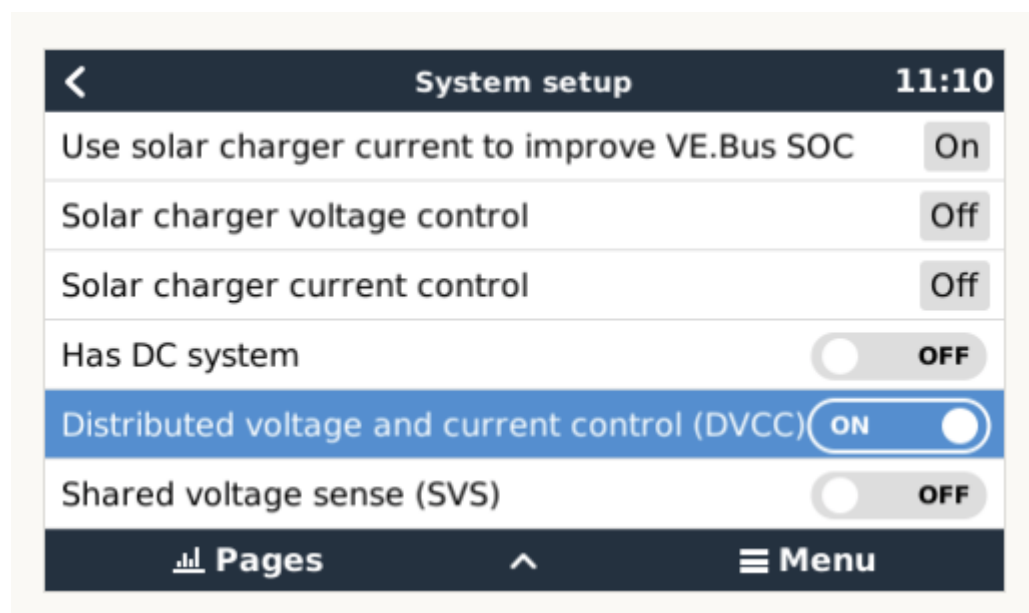 System setup 11:10
Use solar charger current to improve VE.Bus SOC On
Solar charger voltage control Off
Solar charger current control Off
Has DC system OFF
Distributed voltage and current control (DVCC) ON
Shared voltage sense (SVS) OFF
Pages Menu